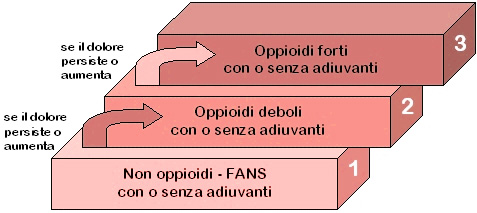 se il dolore
persiste o
aumenta
Oppioidi forti
con o senza adiuvanti
3
se il dolore
persiste o
aumenta
Oppioidi deboli
con o senza adiuvanti
2
Non oppioidi - FANS
con o senza adiuvanti
1